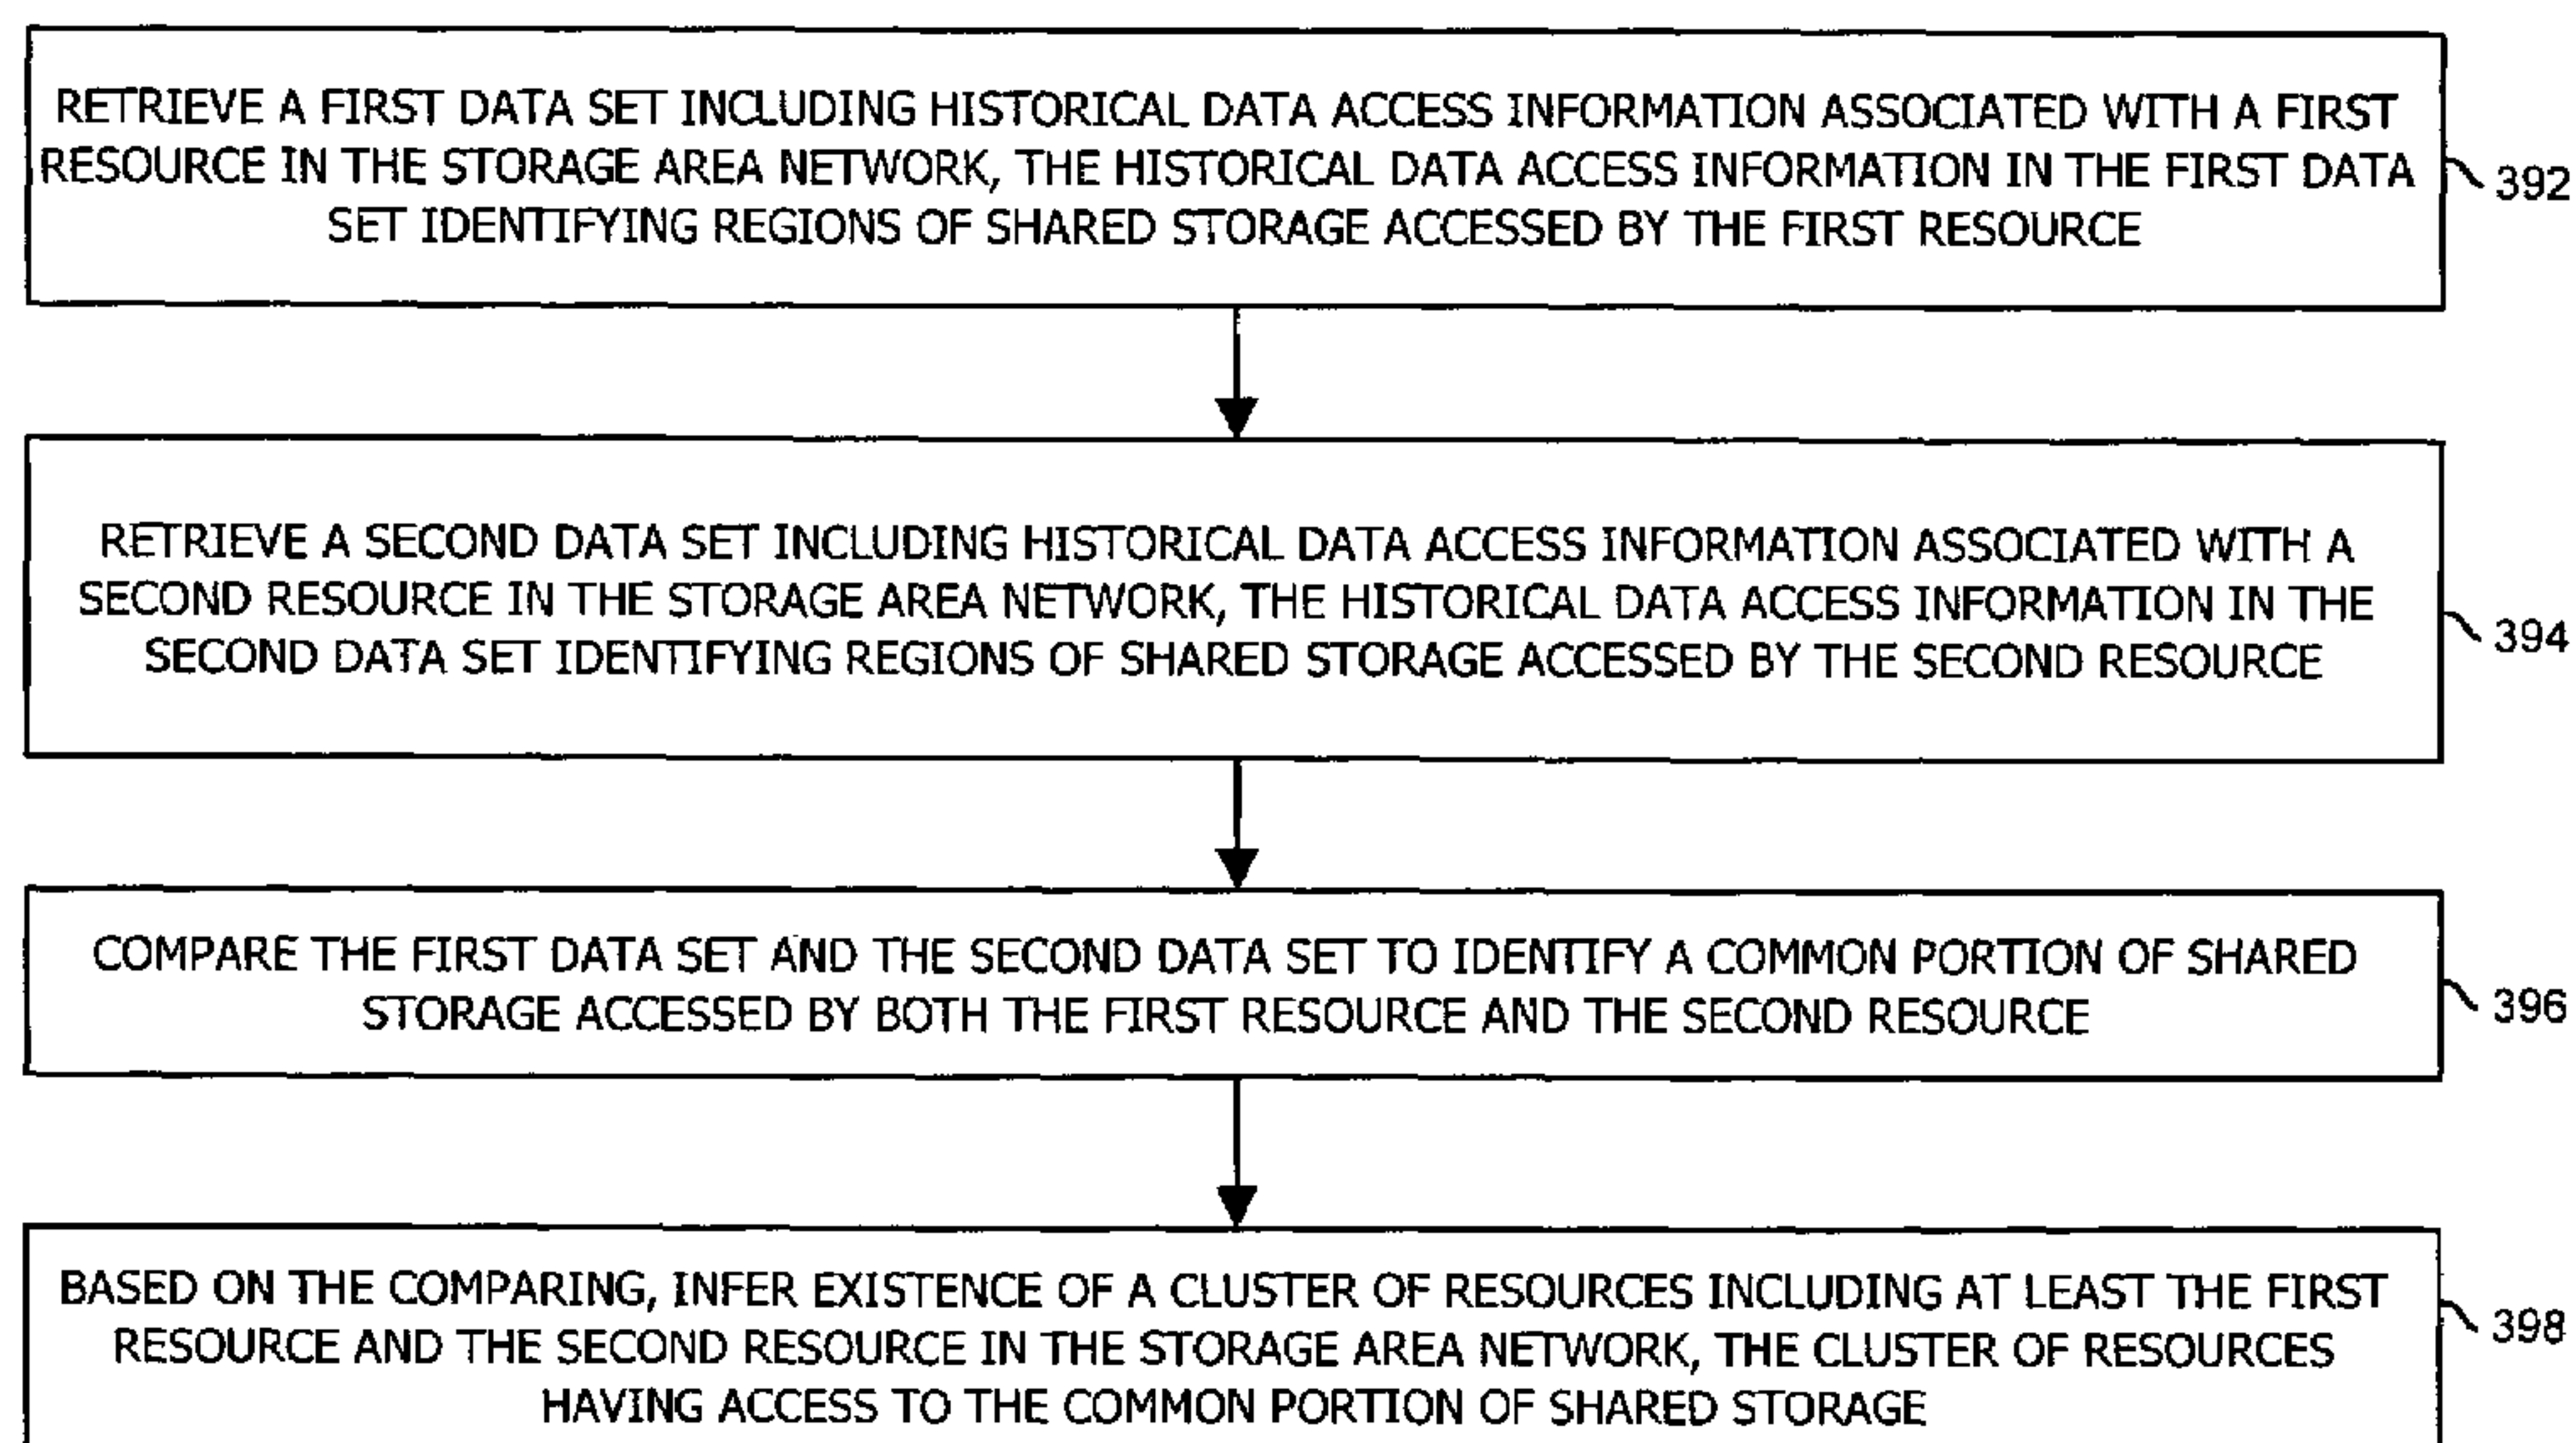 RETRIEVE A FIRST DATA SET INCLUDING HISTORICAL DATA ACCESS INFORMATION ASSOCIATED WITH A FIRST
RESOURCE IN THE STORAGE AREA NETWORK, THE HISTORICAL DATA ACCESS INFORMATION IN THE FIRST DATA
SET IDENTIFYING REGIONS OF SHARED STORAGE ACCESSED BY THE FIRST RESOURCE
392
RETRIEVE A SECOND DATA SET INCLUDING HISTORICAL DATA ACCESS INFORMATION ASSOCIATED WITH A
SECOND RESOURCE IN THE STORAGE AREA NETWORK, THE HISTORICAL DATA ACCESS INFORMATION IN THE
SECOND DATA SET IDENTIFYING REGIONS OF SHARED STORAGE ACCESSED BY THE SECOND RESOURCE
394
COMPARE THE FIRST DATA SET AND THE SECOND DATA SET TO IDENTIFY A COMMON PORTION OF SHARED
STORAGE ACCESSED BY BOTH THE FIRST RESOURCE AND THE SECOND RESOURCE
396
BASED ON THE COMPARING, INFER EXISTENCE OF A CLUSTER OF RESOURCES INCLUDING AT LEAST THE FIRST
RESOURCE AND THE SECOND RESOURCE IN THE STORAGE AREA NETWORK, THE CLUSTER OF RESOURCES
HAVING ACCESS TO THE COMMON PORTION OF SHARED STORAGE
398